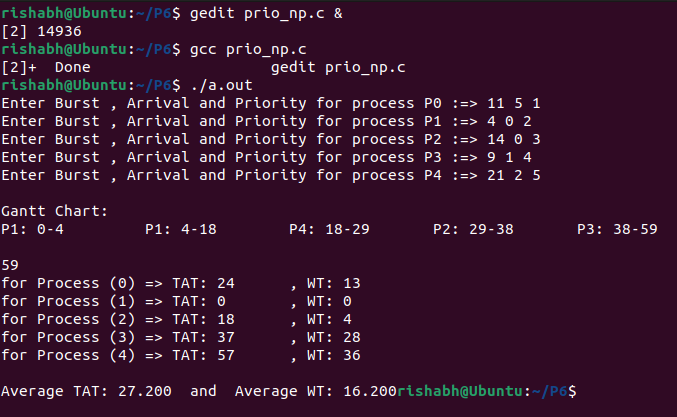 rishabh@Ubuntu:~/P6$ gedit prio_np.c &
[2] 14936
rishabh@Ubuntu:~/P6$ gcc prio_np.c
[2]+  Done                    gedit prio_np.c
rishabh@Ubuntu:~/P6$ ./a.out
Enter Burst , Arrival and Priority for process P0 :=> 11 5 1
Enter Burst , Arrival and Priority for process P1 :=> 4 0 2
Enter Burst , Arrival and Priority for process P2 :=> 14 0 3
Enter Burst , Arrival and Priority for process P3 :=> 9 1 4
Enter Burst , Arrival and Priority for process P4 :=> 21 2 5
Gantt Chart:
P1: 0-4         P1: 4-18        P4: 18-29       P2: 29-38       P3: 38-59
59
for Process (0) => TAT: 24      , WT: 13
for Process (1) => TAT: 0       , WT: 0
for Process (2) => TAT: 18      , WT: 4
for Process (3) => TAT: 37      , WT: 28
for Process (4) => TAT: 57      , WT: 36
Average TAT: 27.200  and  Average WT: 16.200rishabh@Ubuntu:~/P6$